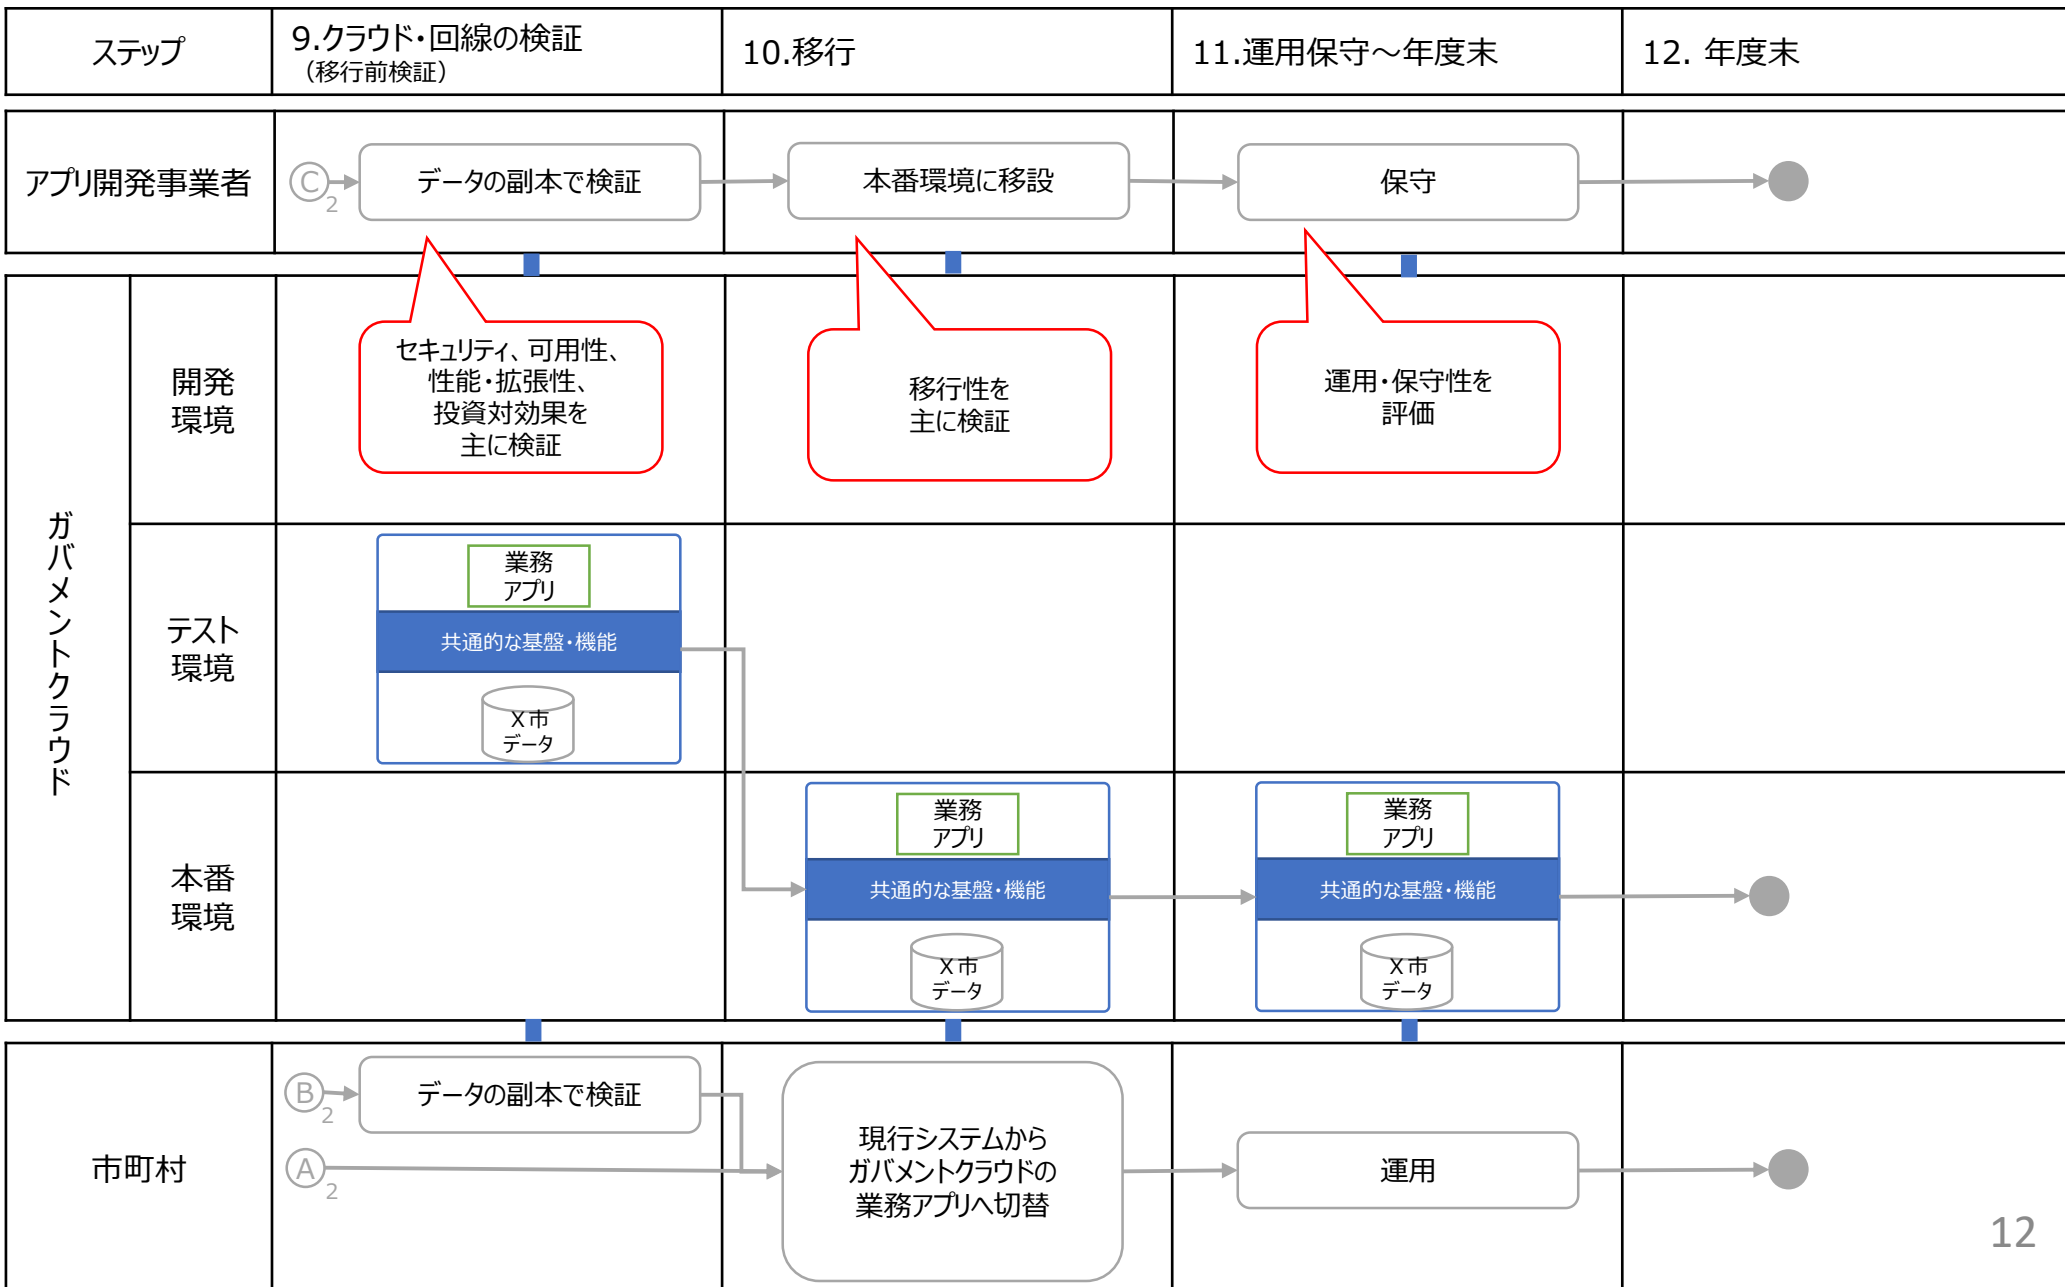 ステップ
9.クラウド・回線の検証
（移行前検証）
10.移行
11.運用保守～年度末
12. 年度末
アプリ開発事業者
C
2
データの副本で検証
本番環境に移設
保守
ガバメントクラウド
開発
環境
セキュリティ、可用性、
性能・拡張性、
投資対効果を
主に検証
移行性を
主に検証
運用・保守性を
評価
テスト
環境
業務
アプリ
共通的な基盤・機能
X市
データ
本番
環境
業務
アプリ
共通的な基盤・機能
X市
データ
業務
アプリ
共通的な基盤・機能
X市
データ
市町村
B
2
データの副本で検証
A
2
現行システムから
ガバメントクラウドの
業務アプリへ切替
運用
12